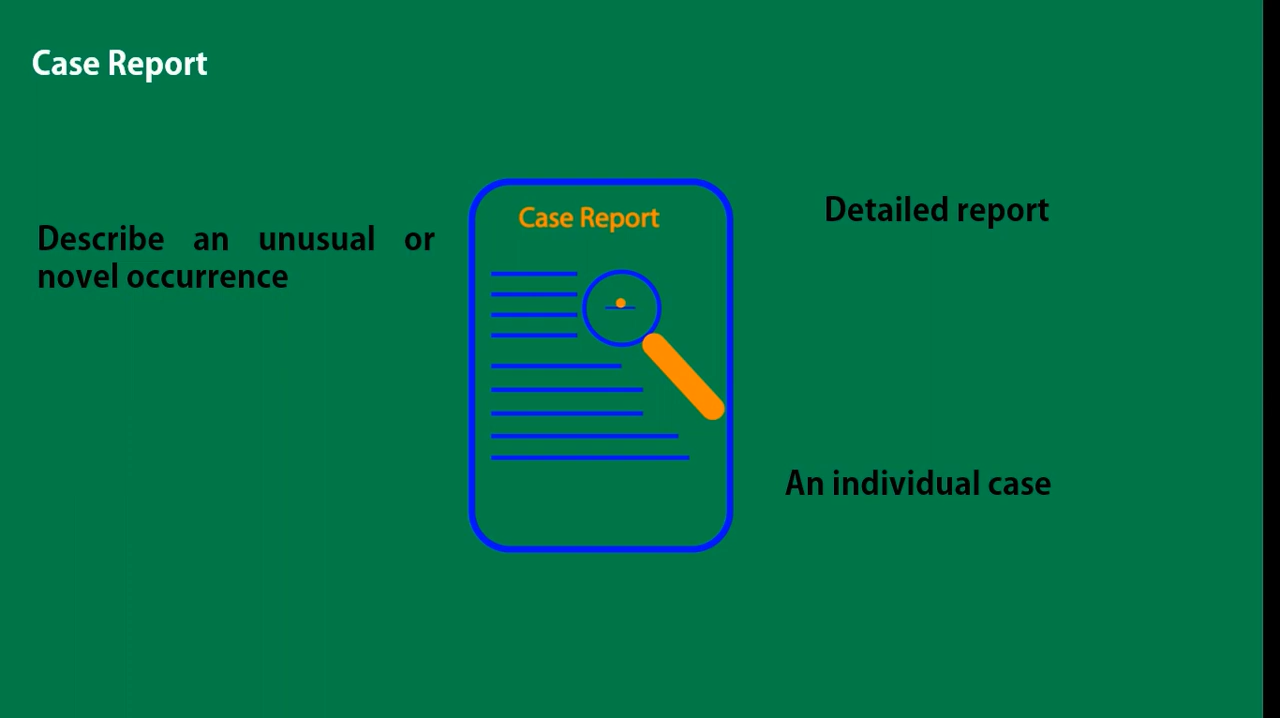 Case Report
Describe an unusual or
novel occurrence
Case Report
Detailed report
An individual case